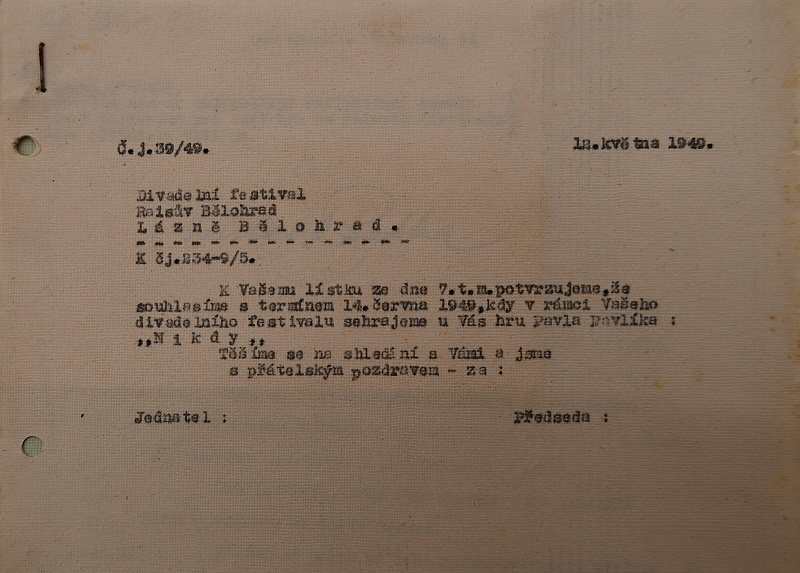 č.j.39/49.
12.května 1949.
Divadelní festival
Raisův Bělohrad
L á z n ě  B ě l o h r a d .
K čj.234-9/5.
K Vašemu lístku ze dne 7.t.m.potvrzujeme,že
souhlasíme s termínem 14.června 1949,kdy v rámci Vašeho
divadelního festivalu sehrajeme u Vás hru Pavla Pavlíka :
,,N i k d y ,,
Těšíme se na shledání s Vámi a jsme
s přátelským pozdravem - za :
Jednatel :
Předseda :